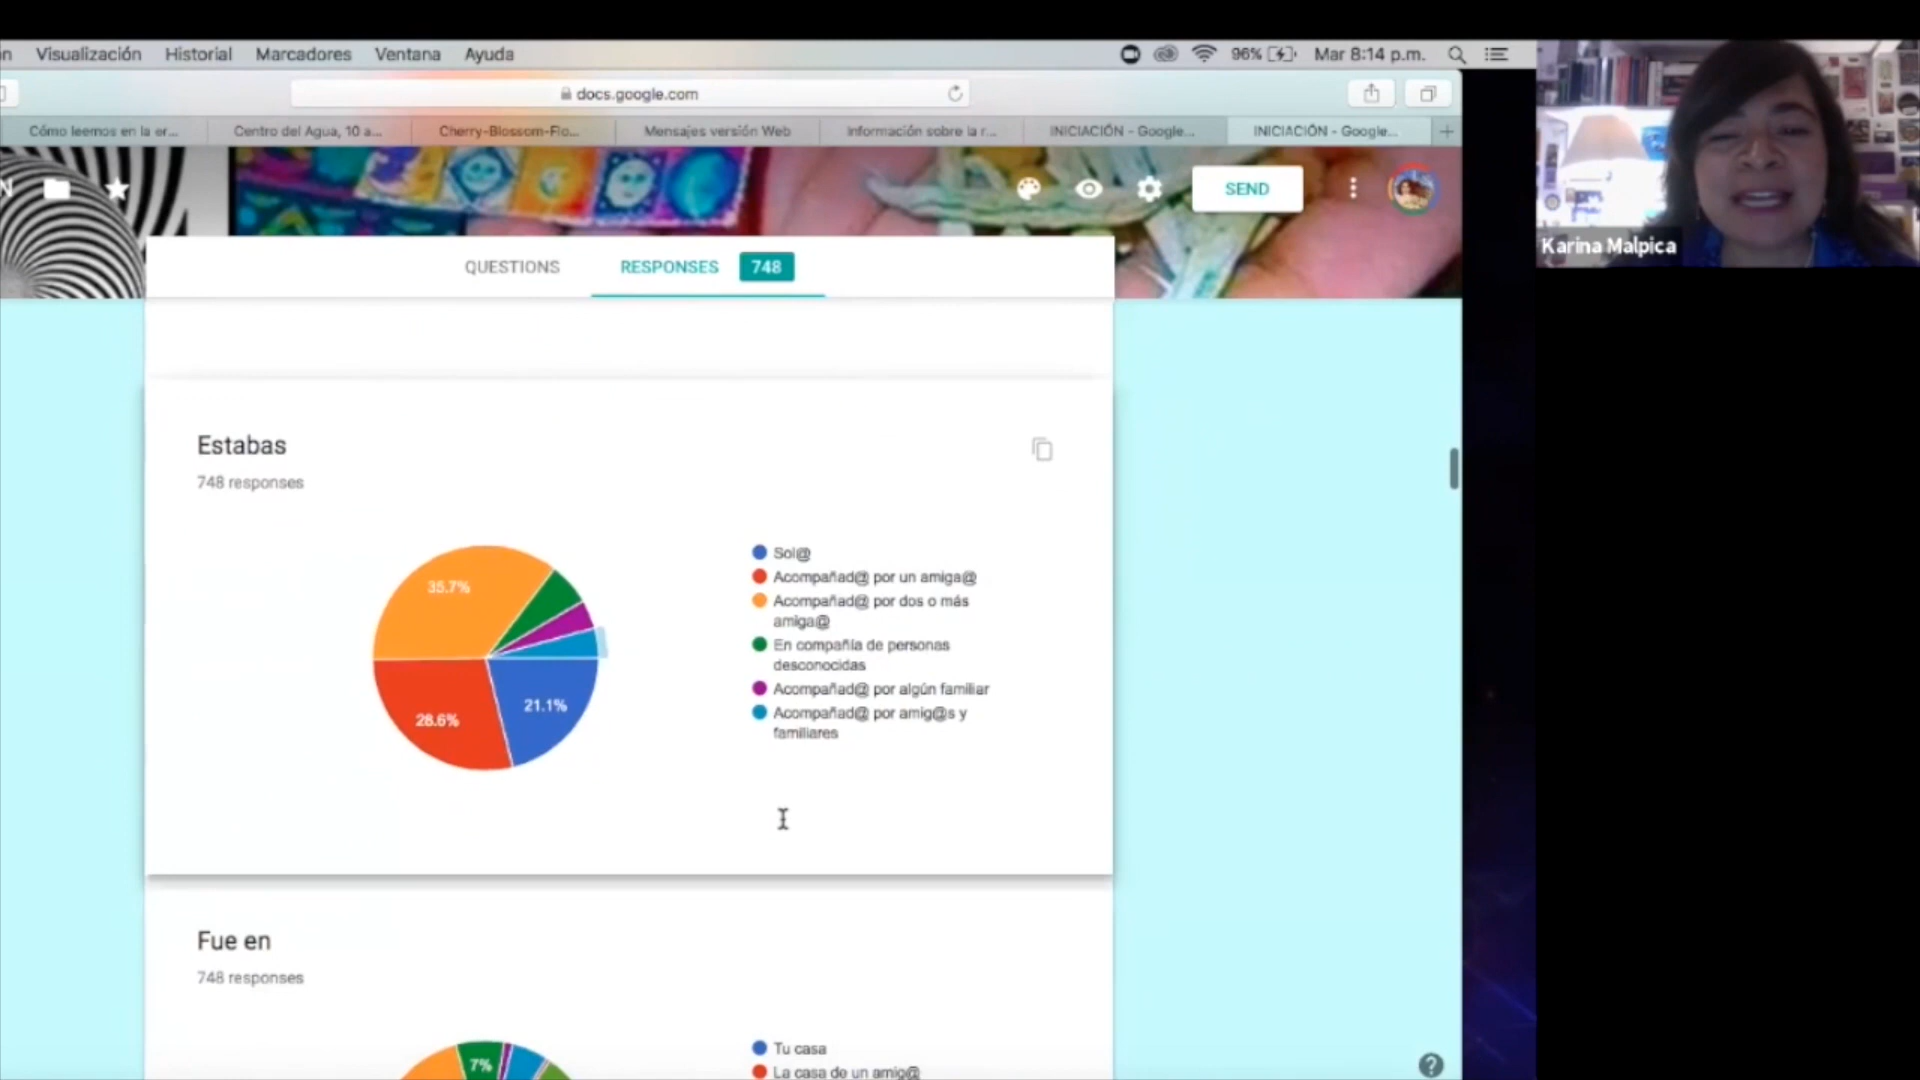 Visualización Historial Marcadores Ventana Ayuda
96% Mar 8:14 p.m.
docs.google.com
Cómo leemos en la er... Centro del Agua, 10 a... Cherry-Blossom-Flo... Mensajes versión Web Información sobre la r... INICIACIÓN - Google... INICIACIÓN - Google...
N
SEND
QUESTIONS RESPONSES 748
Karina Malpica
Estabas
748 responses
35.7%
28.6%
21.1%
Sol@
Acompañad@ por un amiga@
Acompañad@ por dos o más
amiga@
En compañía de personas
desconocidas
Acompañad@ por algún familiar
Acompañad@ por amig@s y
familiares
Fue en
748 responses
7%
Tu casa
La casa de un amig@